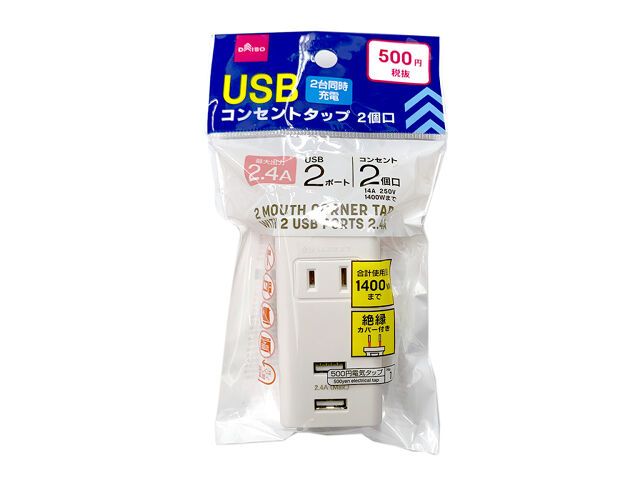 DAISO
500円
税抜
USB
2台同時
充電
コンセントタップ 2個口
最大出力
2.4A
USB
2ポート
コンセント
2個口
14A 250V
1400Wまで
2 MOUTH CORNER TAP
WITH 2 USB PORTS 2.4A
合計使用
1400W
まで
絶縁
カバー付き
500円電気タップ
500yen electrical tap
2.4A (Max.)